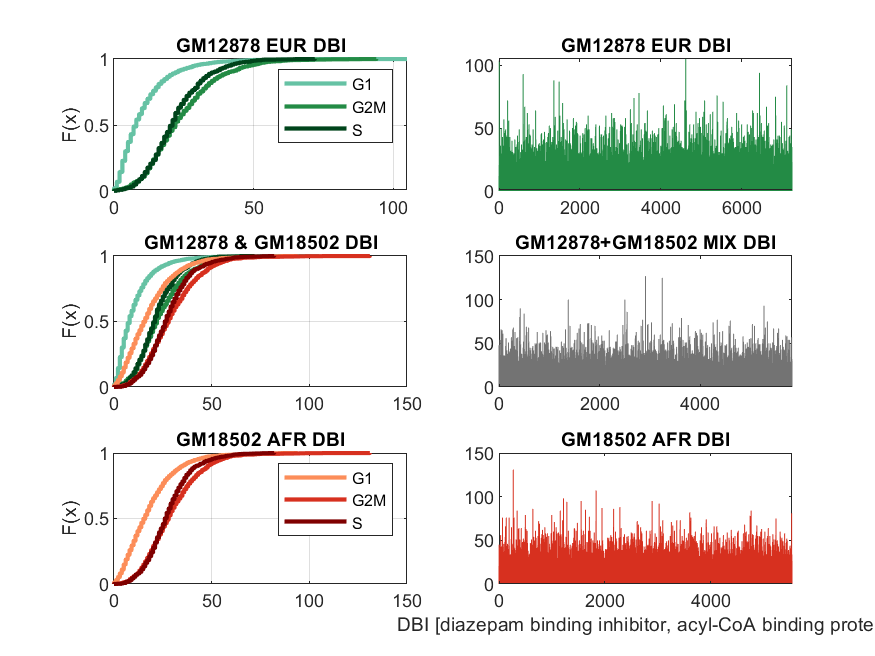 GM12878 EUR DBI
F(x)
1
0.5
0
0
50
100
G1
G2M
S
GM12878 EUR DBI
100
50
0
0
2000
4000
6000
GM12878 & GM18502 DBI
F(x)
1
0.5
0
0
50
100
150
GM12878+GM18502 MIX DBI
150
100
50
0
0
2000
4000
GM18502 AFR DBI
F(x)
1
0.5
0
0
50
100
150
G1
G2M
S
GM18502 AFR DBI
150
100
50
0
0
2000
4000
DBI [diazepam binding inhibitor, acyl-CoA binding prote